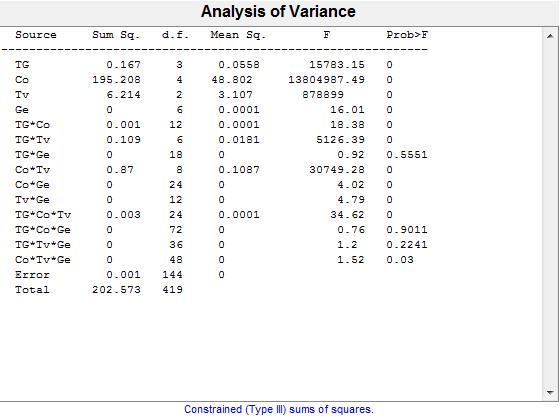 Analysis of Variance
Source Sum Sq. d.f. Mean Sq. F Prob>F
TG 0.167 3 0.0558 15783.15 0
Co 195.208 4 48.802 13804987.49 0
Tv 6.214 2 3.107 878899 0
Ge 0 6 0.0001 16.01 0
TG*Co 0.001 12 0.0001 18.38 0
TG*Tv 0.109 6 0.0181 5126.39 0
TG*Ge 0 18 0 0.92 0.5551
Co*Tv 0.87 8 0.1087 30749.28 0
Co*Ge 0 24 0 4.02 0
Tv*Ge 0 12 0 4.79 0
TG*Co*Tv 0.003 24 0.0001 34.62 0
TG*Co*Ge 0 72 0 0.76 0.9011
TG*Tv*Ge 0 36 0 1.2 0.2241
Co*Tv*Ge 0 48 0 1.52 0.03
Error 0.001 144 0
Total 202.573 419
Constrained (Type III) sums of squares.